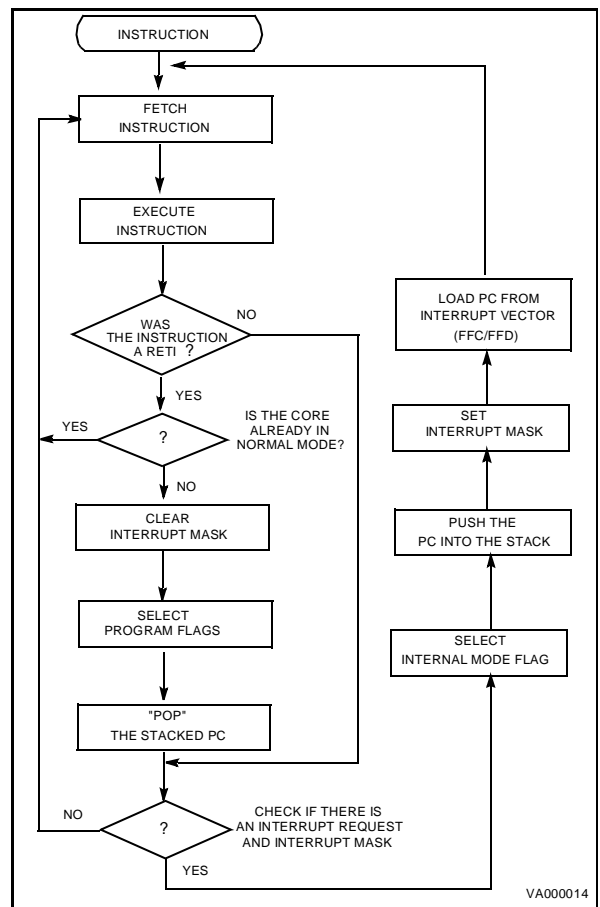 INSTRUCTION
FETCH
INSTRUCTION
EXECUTE
INSTRUCTION
WAS
THE INSTRUCTION
A RETI ?
NO
YES
IS THE CORE
ALREADY IN
NORMAL MODE?
?
YES
NO
CLEAR
INTERRUPT MASK
SELECT
PROGRAM FLAGS
"POP"
THE STACKED PC
CHECK IF THERE IS
AN INTERRUPT REQUEST
AND INTERRUPT MASK
?
NO
YES
SELECT
INTERNAL MODE FLAG
PUSH THE
PC INTO THE STACK
SET
INTERRUPT MASK
LOAD PC FROM
INTERRUPT VECTOR
(FFC/FFD)
VA000014